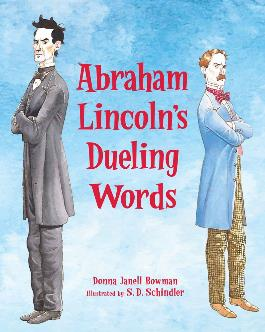 Abraham
Lincoln's
Dueling
Words
Donna Janell Bowman
Illustrated by S. D. Schindler